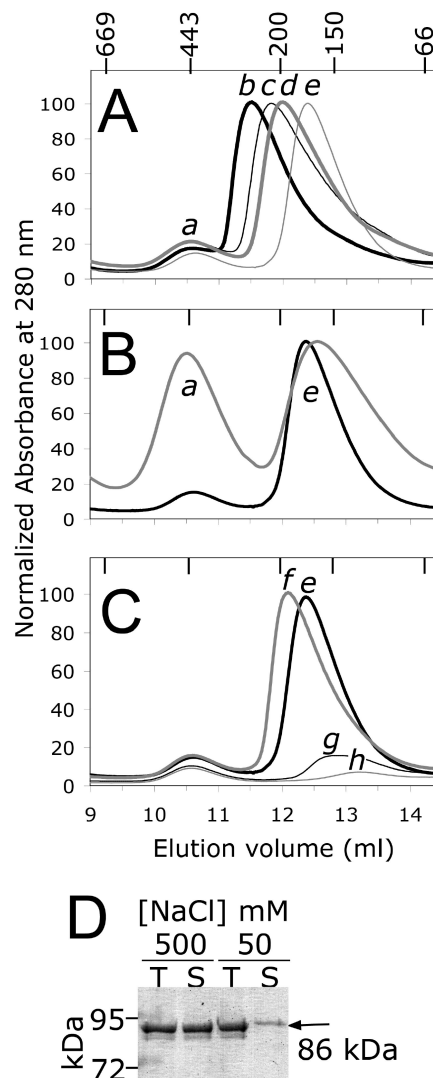 669 443 200 150 66
A
b c d e
a
100
80
60
40
20
0
Normalized Absorbance at 280 nm
B
a e
100
80
60
40
20
0
C
f e
g
h
100
80
60
40
20
0
9 10 11 12 13 14
Elution volume (ml)
D
[NaCl] mM
500 50
T S T S
kDa
95
72
86 kDa